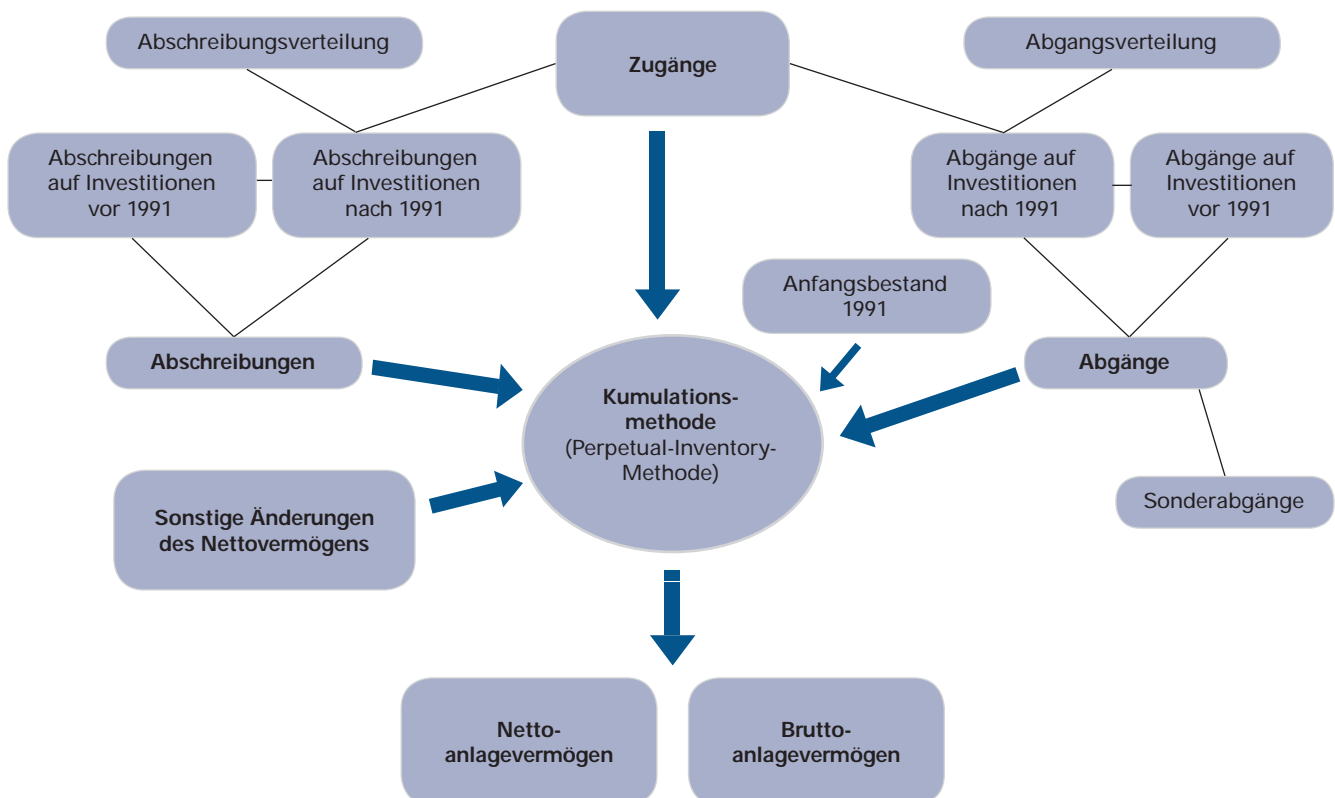 Abschreibungsverteilung
Zugänge
Abgangsverteilung
Abschreibungen
auf Investitionen
vor 1991
Abschreibungen
auf Investitionen
nach 1991
Abgänge auf
Investitionen
nach 1991
Abgänge auf
Investitionen
vor 1991
Anfangsbestand
1991
Abschreibungen
Abgänge
Kumulations-
methode
(Perpetual-Inventory-
Methode)
Sonstige Änderungen
des Nettovermögens
Sonderabgänge
Netto-
anlagevermögen
Brutto-
anlagevermögen